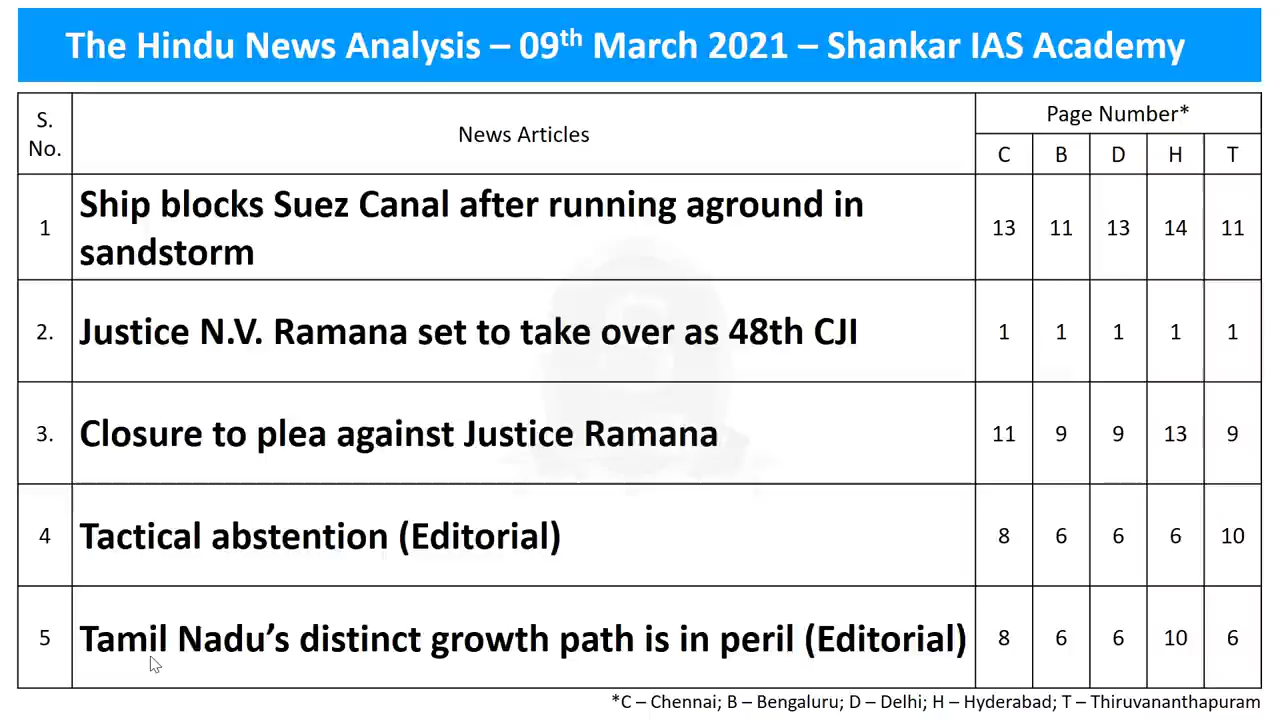 The Hindu News Analysis – 09th March 2021 – Shankar IAS Academy
S. No. News Articles Page Number*
C B D H T
1 Ship blocks Suez Canal after running aground in sandstorm 13 11 13 14 11
2. Justice N.V. Ramana set to take over as 48th CJI 1 1 1 1 1
3. Closure to plea against Justice Ramana 11 9 9 13 9
4 Tactical abstention (Editorial) 8 6 6 6 10
5 Tamil Nadu’s distinct growth path is in peril (Editorial) 8 6 6 10 6
*C – Chennai; B – Bengaluru; D – Delhi; H – Hyderabad; T – Thiruvananthapuram